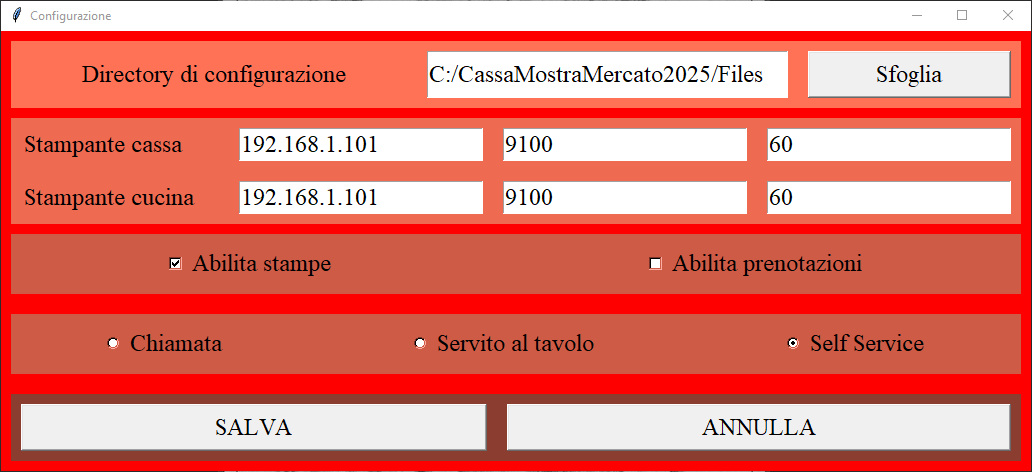 Configurazione
Directory di configurazione C:/CassaMostraMercato2025/Files Sfoglia
Stampante cassa 192.168.1.101 9100 60
Stampante cucina 192.168.1.101 9100 60
Abilita stampe Abilita prenotazioni
Chiamata Servito al tavolo Self Service
SALVA ANNULLA